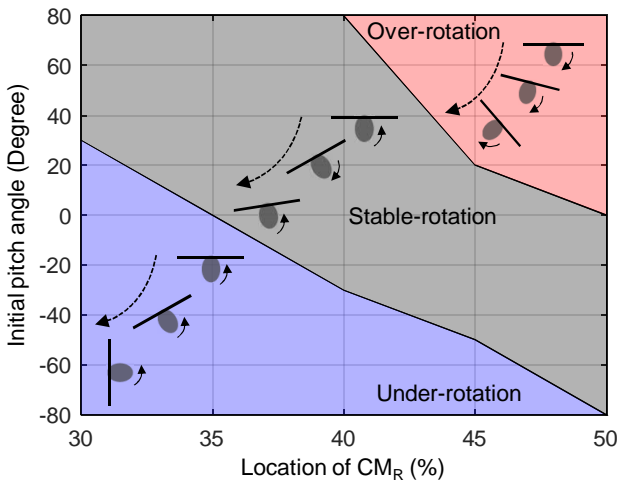 80
60
40
20
0
-20
-40
-60
-80
Initial pitch angle (Degree)
Over-rotation
Stable-rotation
Under-rotation
30
35
40
45
50
Location of CM_R (%)